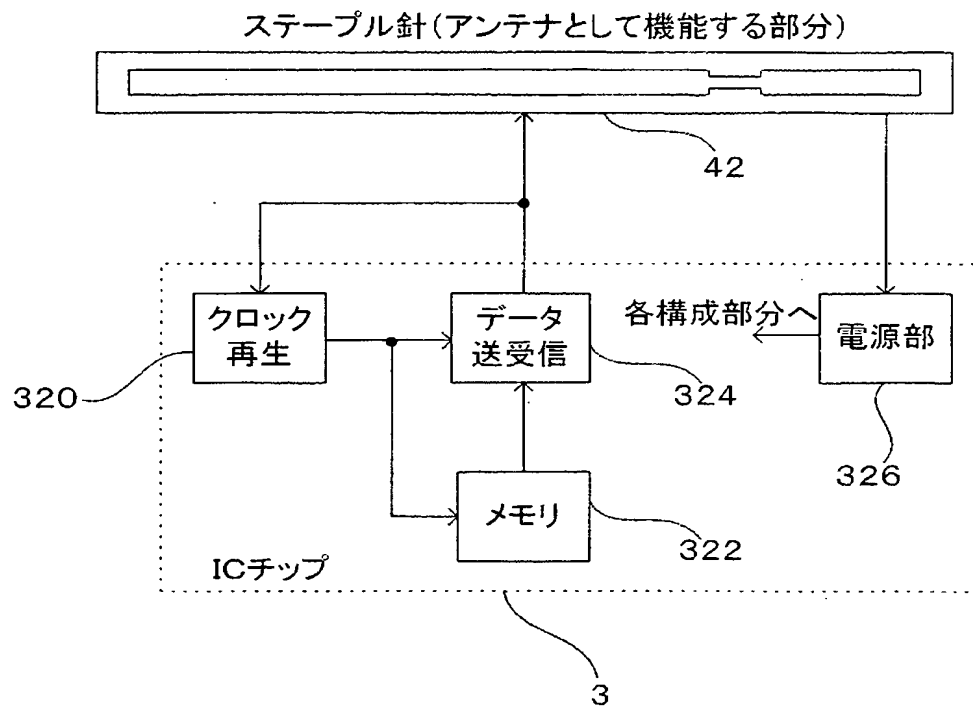 ステープル針(アンテナとして機能する部分)
42
クロック
再生
320
データ
送受信
324
各構成部分へ
電源部
326
メモリ
322
ICチップ
3